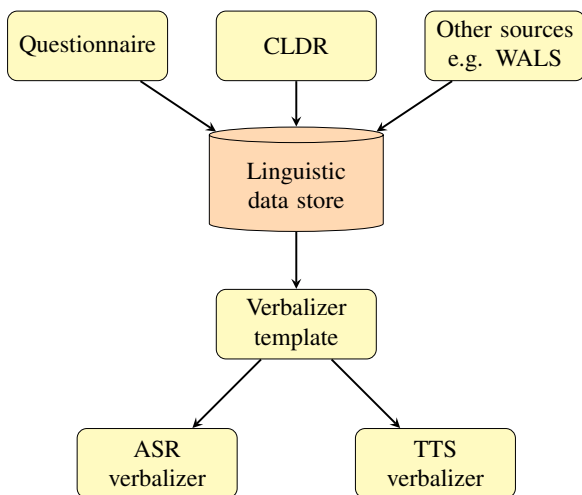 Questionnaire
CLDR
Other sources
e.g. WALS
Linguistic
data store
Verbalizer
template
ASR
verbalizer
TTS
verbalizer